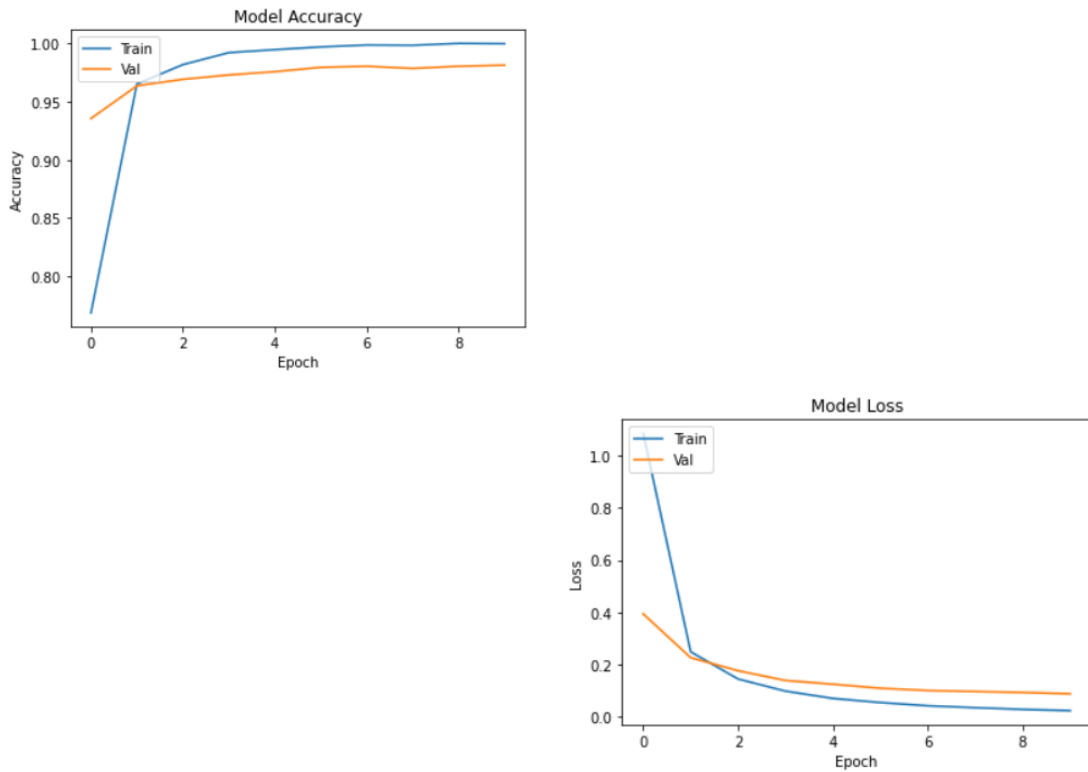 Model Accuracy
Train
Val
1.00
0.95
0.90
0.85
0.80
Accuracy
0 2 4 6 8
Epoch
Model Loss
Train
Val
1.0
0.8
0.6
0.4
0.2
0.0
Loss
0 2 4 6 8
Epoch